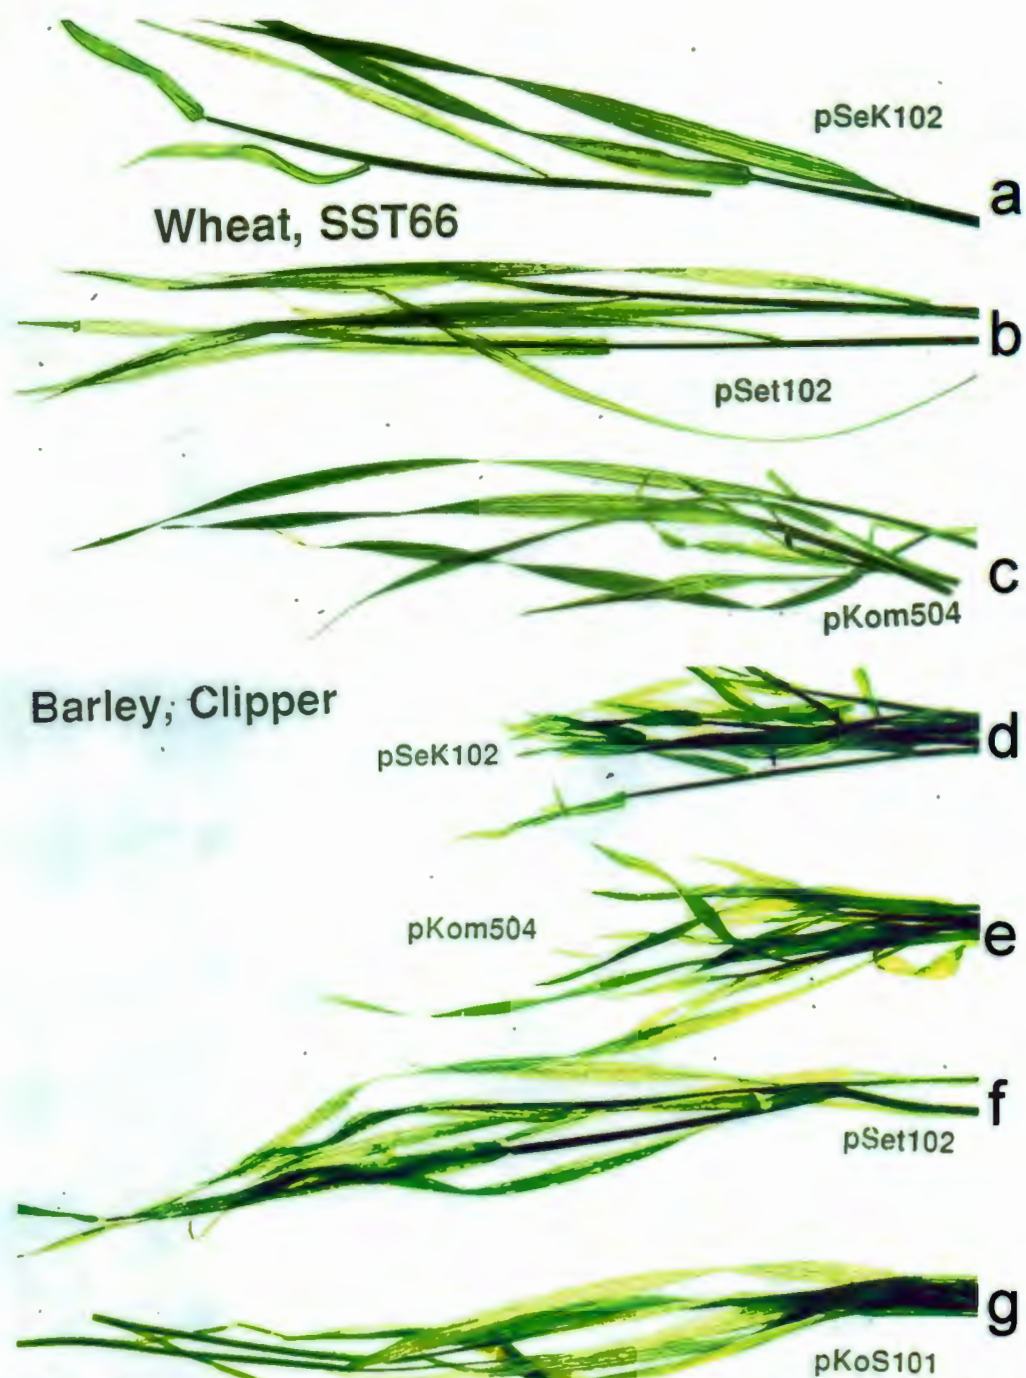 pSeK102
a
Wheat, SST66
b
pSet102
c
pKom504
Barley, Clipper
pSeK102
d
pKom504
e
f
pSet102
g
pKoS101